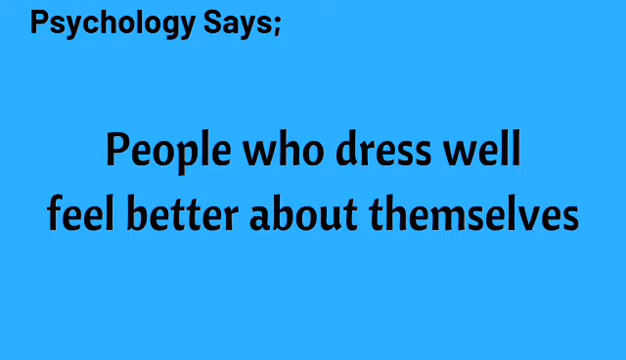 Psychology Says;
People who dress well
feel better about themselves